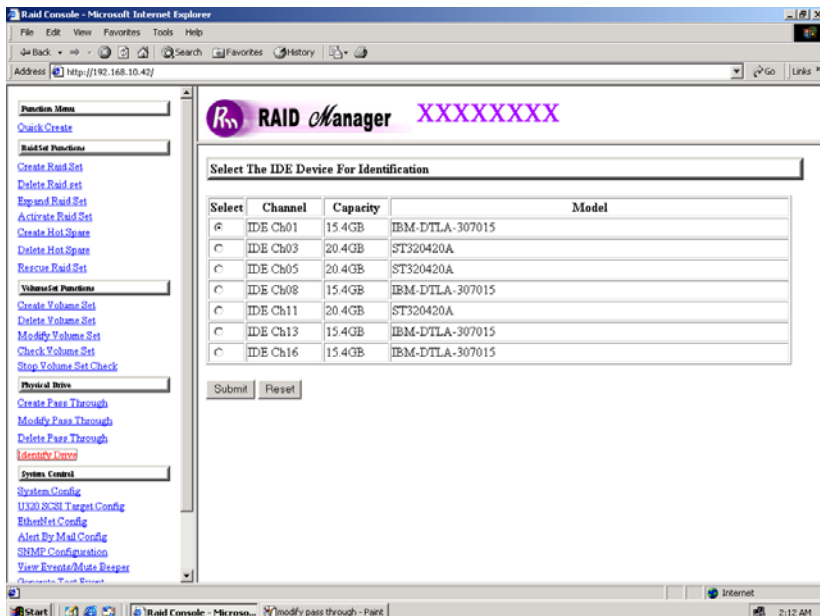 Raid Console - Microsoft Internet Explorer
File Edit View Favorites Tools Help
Back Search Favorites History
Address http://192.168.10.42/ Go Links »
Function Menu
Quick Create
Raid Set Functions
Create Raid Set
Delete Raid set
Expand Raid Set
Activate Raid Set
Create Hot Spare
Delete Hot Spare
Rescue Raid Set
VolumeSet Functions
Create Volume Set
Delete Volume Set
Modify Volume Set
Check Volume Set
Stop Volume Set Check
Physical Drive
Create Pass Through
Modify Pass Through
Delete Pass Through
Identify Drive
System Control
System Config
U320 SCSI Target Config
EtherNet Config
Alert By Mail Config
SNMP Configuration
View Events/Mute Beeper
Generate Test Event
Rm RAID Manager XXXXXXXX
Select The IDE Device For Identification
Select Channel Capacity Model
IDE Ch01 15.4GB IBM-DTLA-307015
IDE Ch03 20.4GB ST320420A
IDE Ch05 20.4GB ST320420A
IDE Ch08 15.4GB IBM-DTLA-307015
IDE Ch11 20.4GB ST320420A
IDE Ch13 15.4GB IBM-DTLA-307015
IDE Ch16 15.4GB IBM-DTLA-307015
Submit Reset
Internet
Start Raid Console - Microso... modify pass through - Paint 2:12 AM